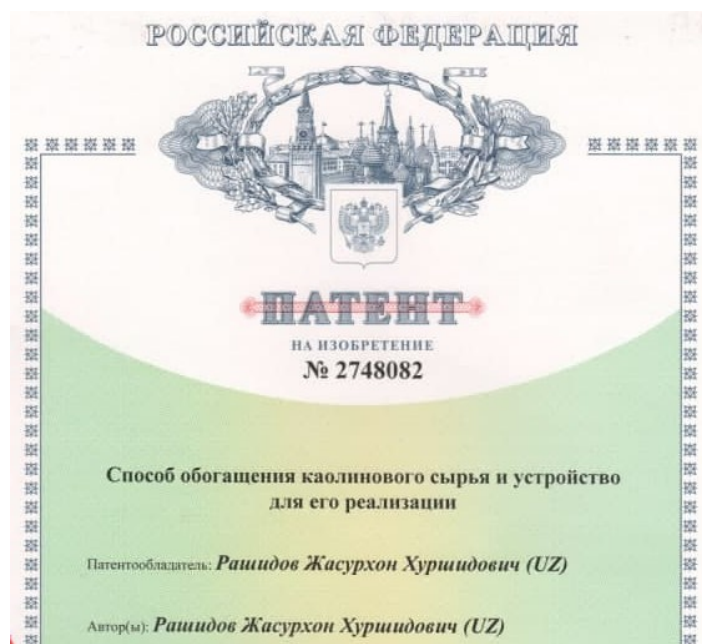 РОССИЙСКАЯ ФЕДЕРАЦИЯ
ПАТЕНТ
НА ИЗОБРЕТЕНИЕ
№ 2748082
Способ обогащения каолинового сырья и устройство
для его реализации
Патентообладатель: Рашидов Жасурхон Хуршидович (UZ)
Автор(ы): Рашидов Жасурхон Хуршидович (UZ)